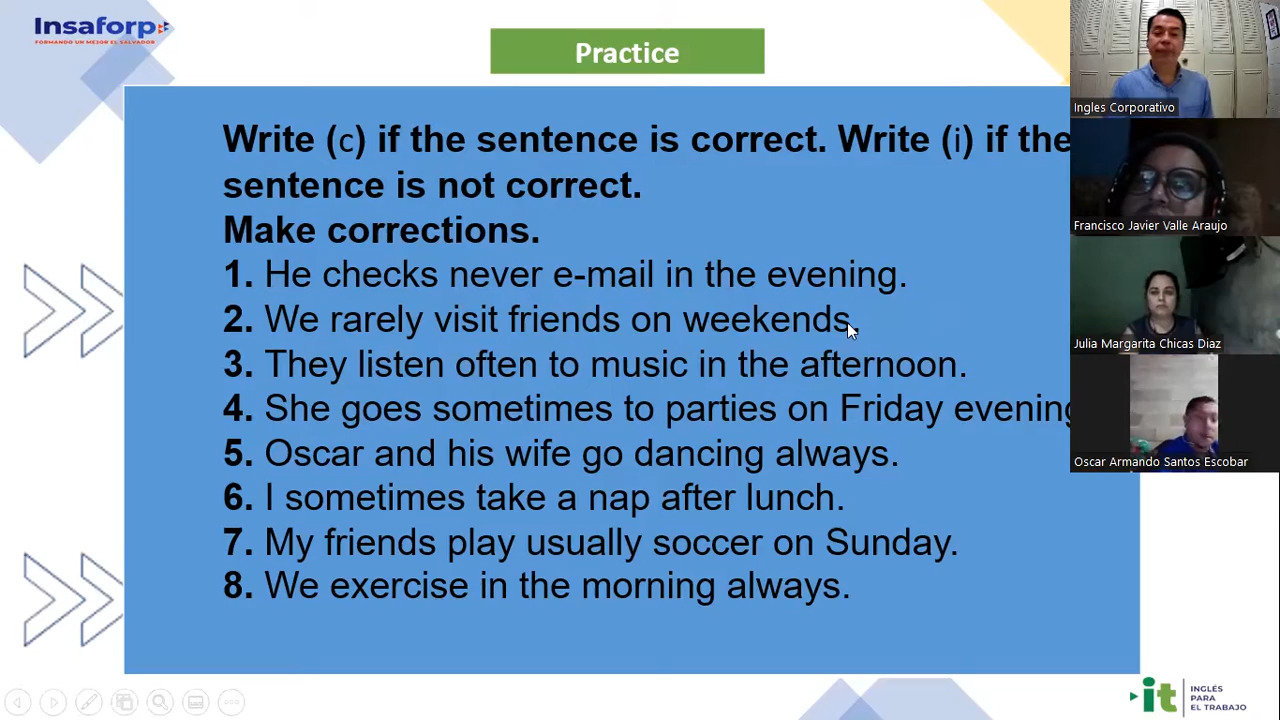 Insaforp
FORMANDO UN MEJOR EL SALVADOR
Practice
Write (c) if the sentence is correct. Write (i) if the
sentence is not correct.
Make corrections.
1. He checks never e-mail in the evening.
2. We rarely visit friends on weekends.
3. They listen often to music in the afternoon.
4. She goes sometimes to parties on Friday evening
5. Oscar and his wife go dancing always.
6. I sometimes take a nap after lunch.
7. My friends play usually soccer on Sunday.
8. We exercise in the morning always.
Ingles Corporativo
Francisco Javier Valle Araujo
Julia Margarita Chicas Diaz
Oscar Armando Santos Escobar
it
INGLÉS
PARA
EL TRABAJO